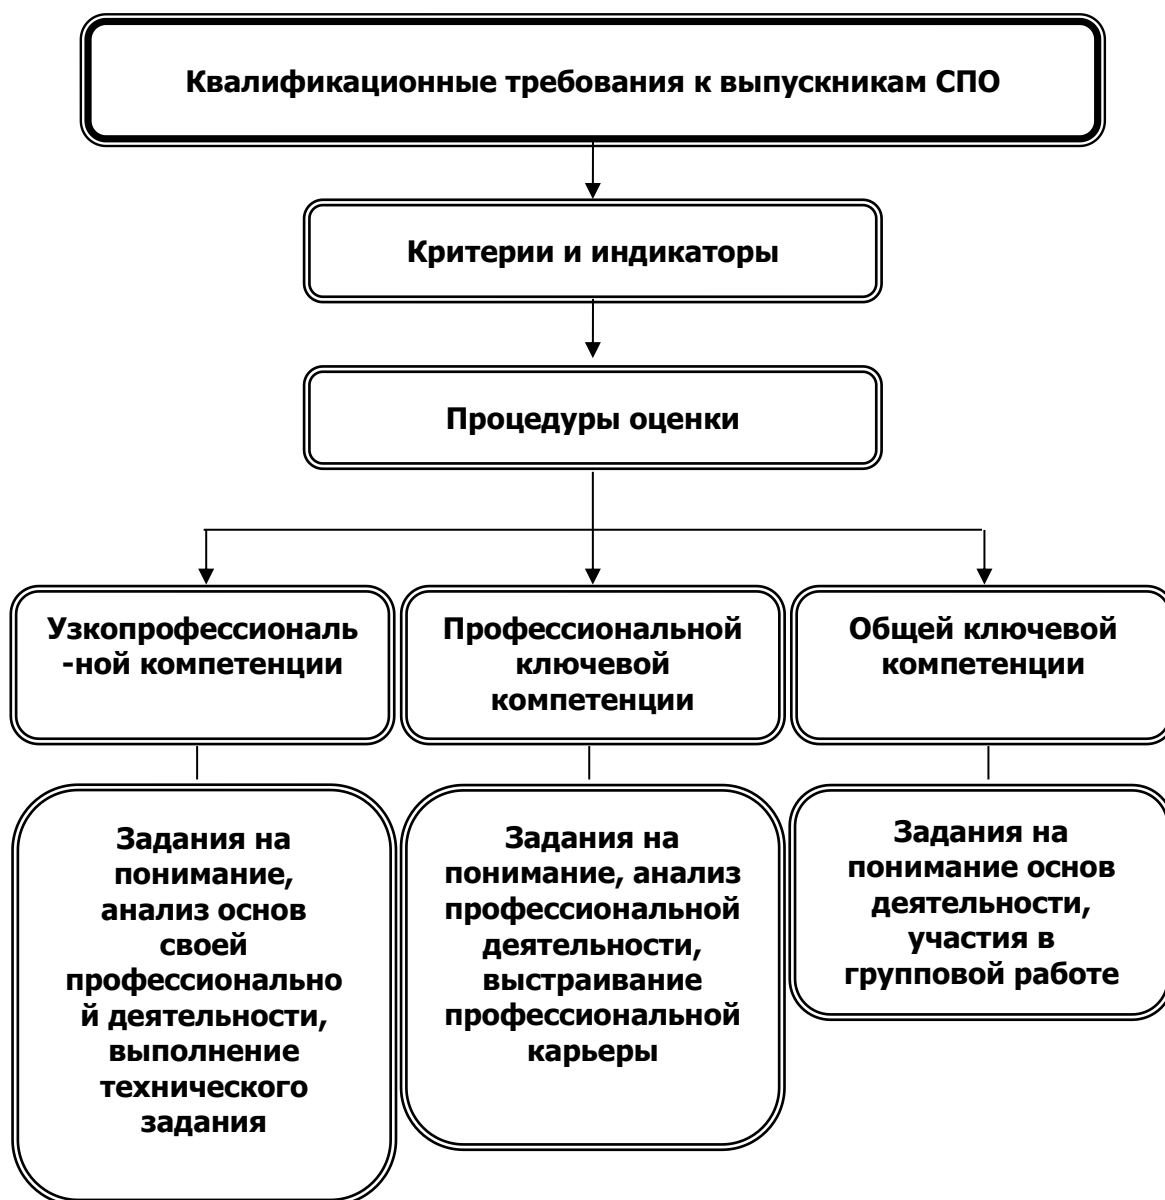 Квалификационные требования к выпускникам СПО
Критерии и индикаторы
Процедуры оценки
Узкопрофессиональ
-ной компетенции
Профессиональной
ключевой
компетенции
Общей ключевой
компетенции
Задания на
понимание,
анализ основ
своей
профессионально
й деятельности,
выполнение
технического
задания
Задания на
понимание, анализ
профессиональной
деятельности,
выстраивание
профессиональной
карьеры
Задания на
понимание основ
деятельности,
участия в
групповой работе